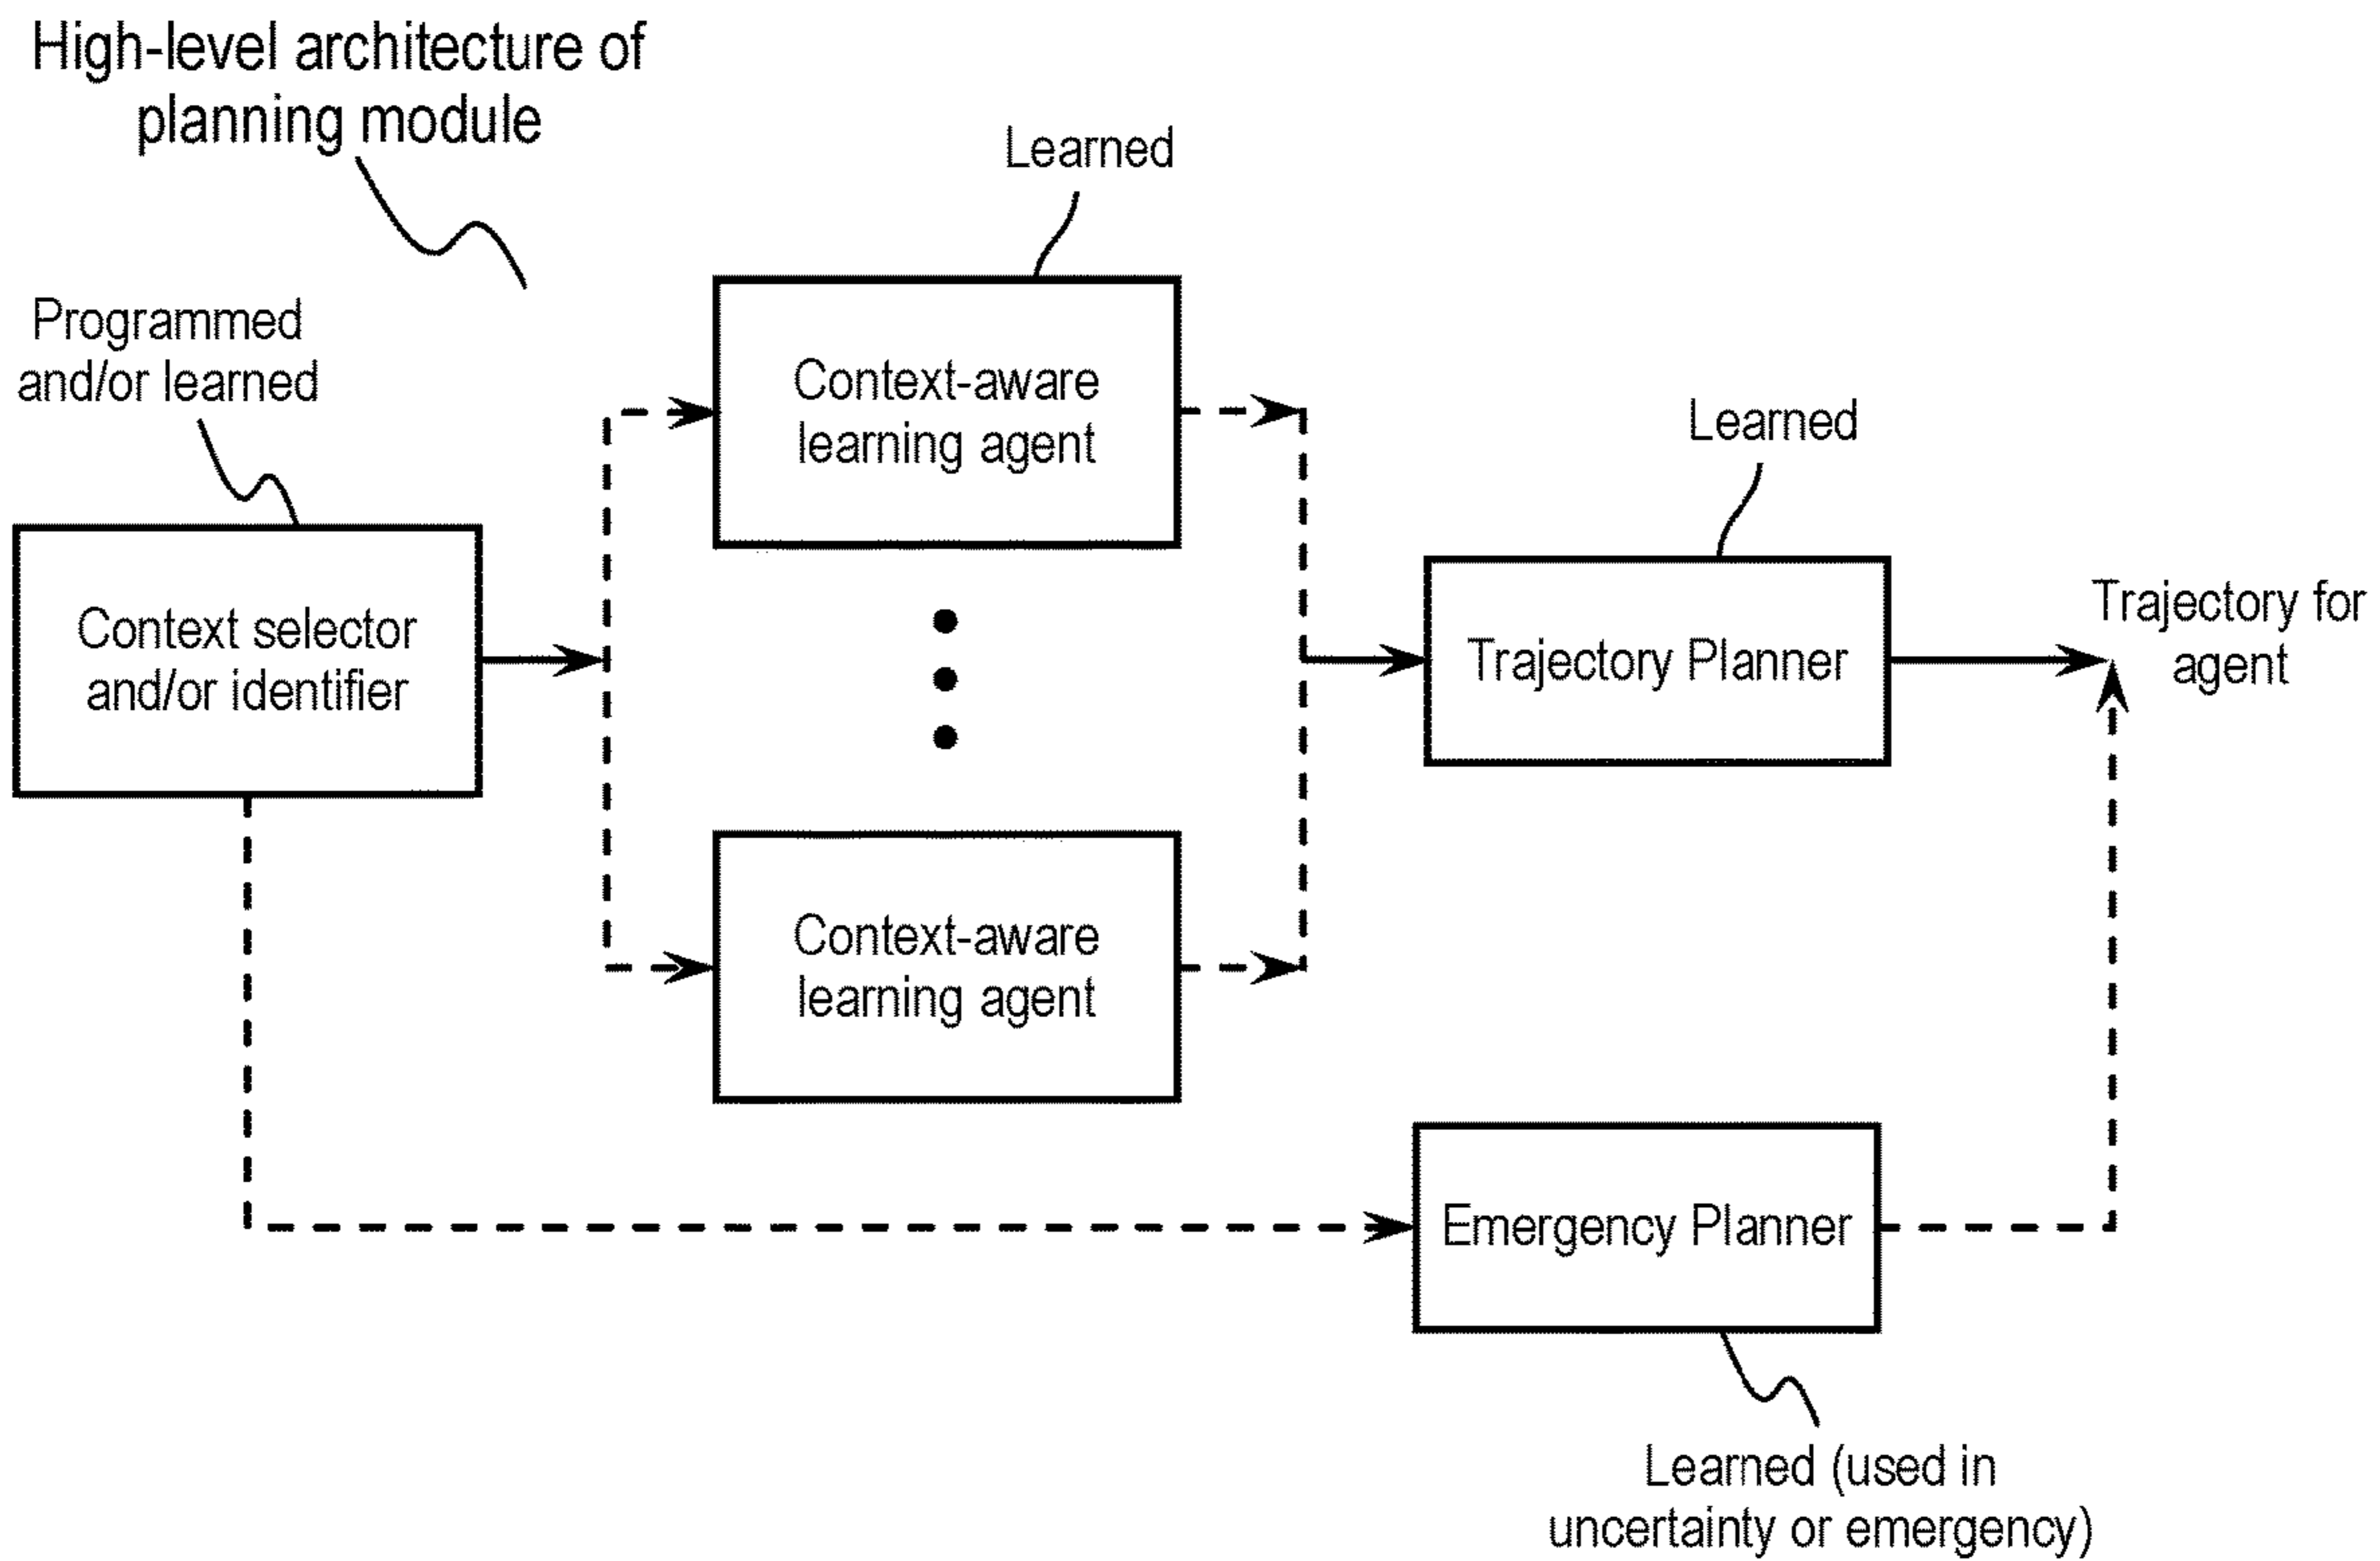 High-level architecture of
planning module
Learned
Programmed
and/or learned
Context-aware
learning agent
Learned
Context selector
and/or identifier
Trajectory Planner
Trajectory for
agent
Context-aware
learning agent
Emergency Planner
Learned (used in
uncertainty or emergency)